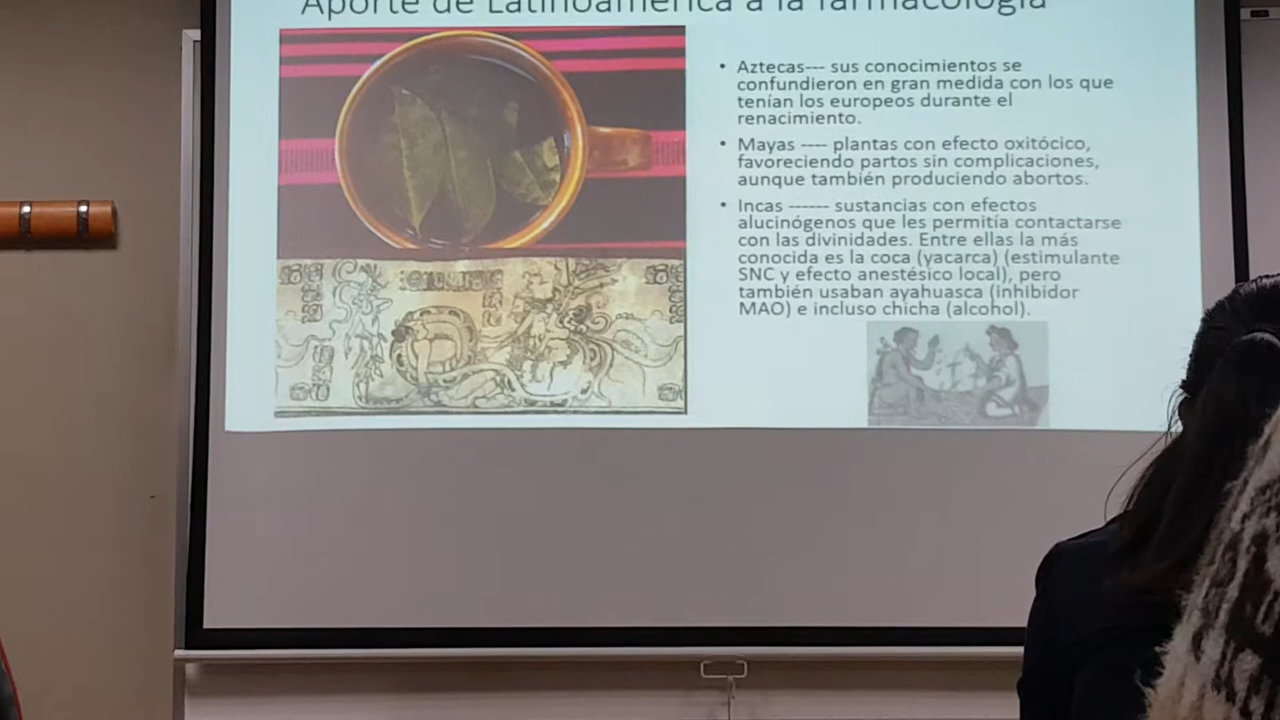 Aporte de Latinoamérica a la farmacología
• Aztecas--- sus conocimientos se
confundieron en gran medida con los que
tenían los europeos durante el
renacimiento.
• Mayas ---- plantas con efecto oxitócico,
favoreciendo partos sin complicaciones,
aunque también produciendo abortos.
• Incas ------ sustancias con efectos
alucinógenos que les permitía contactarse
con las divinidades. Entre ellas la más
conocida es la coca (yacarca) (estimulante
SNC y efecto anestésico local), pero
también usaban ayahuasca (inhibidor
MAO) e incluso chicha (alcohol).